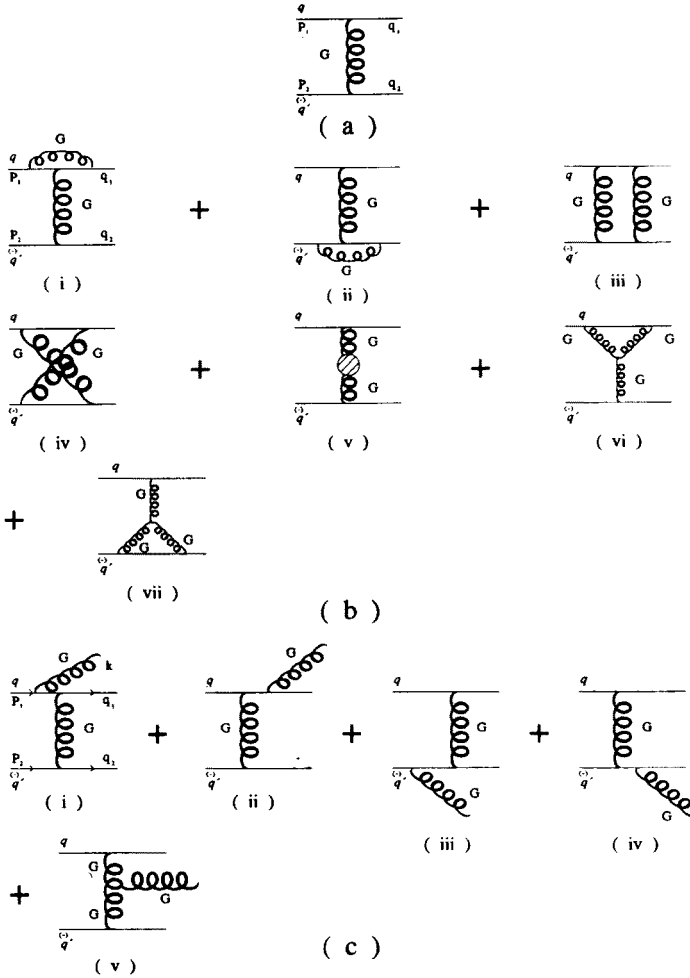 q
P₁ G q₁
P₂ q₂
(-)q'
( a )
G
q
P₁ q₁
G
P₂ q₂
(-)q'
( i )
+
q
G
(-)q'
G
( ii )
+
q
G G
(-)q'
( iii )
q
G G
(-)q'
( iv )
+
q
G
G
(-)q'
( v )
+
q
G G
G
(-)q'
( vi )
+
q
G
G G
(-)q'
( vii )
( b )
G k
q
P₁ q₁
G
P₂ q₂
(-)q'
( i )
+
G
q
G
(-)q'
( ii )
+
q
G
(-)q'
G
( iii )
+
q
G
(-)q'
G
( iv )
+
q
G
G
G
(-)q'
( v )
( c )